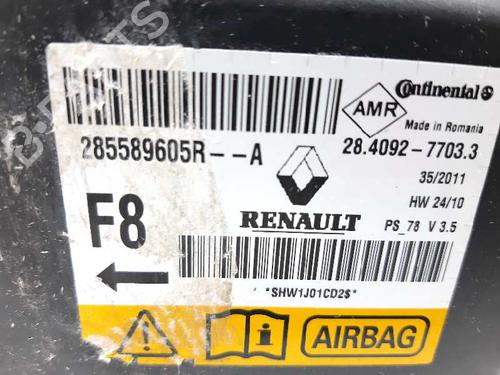 Continental
AMR
Made in Romania
285589605R--A
28.4092-7703.3
35/2011
HW 24/10
F8
RENAULT
PS_78 V 3.5
*SHW1J01CD2$*
AIRBAG